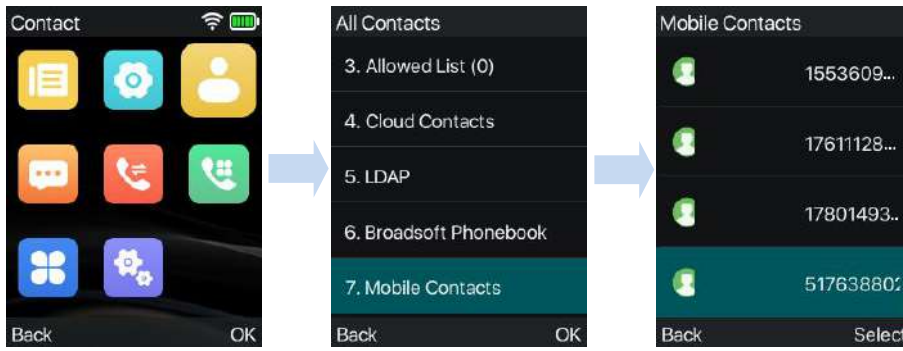 Contact
Back OK
All Contacts
3. Allowed List (0)
4. Cloud Contacts
5. LDAP
6. Broadsoft Phonebook
7. Mobile Contacts
Back OK
Mobile Contacts
1553609...
17611128...
17801493..
51763880
Back Select